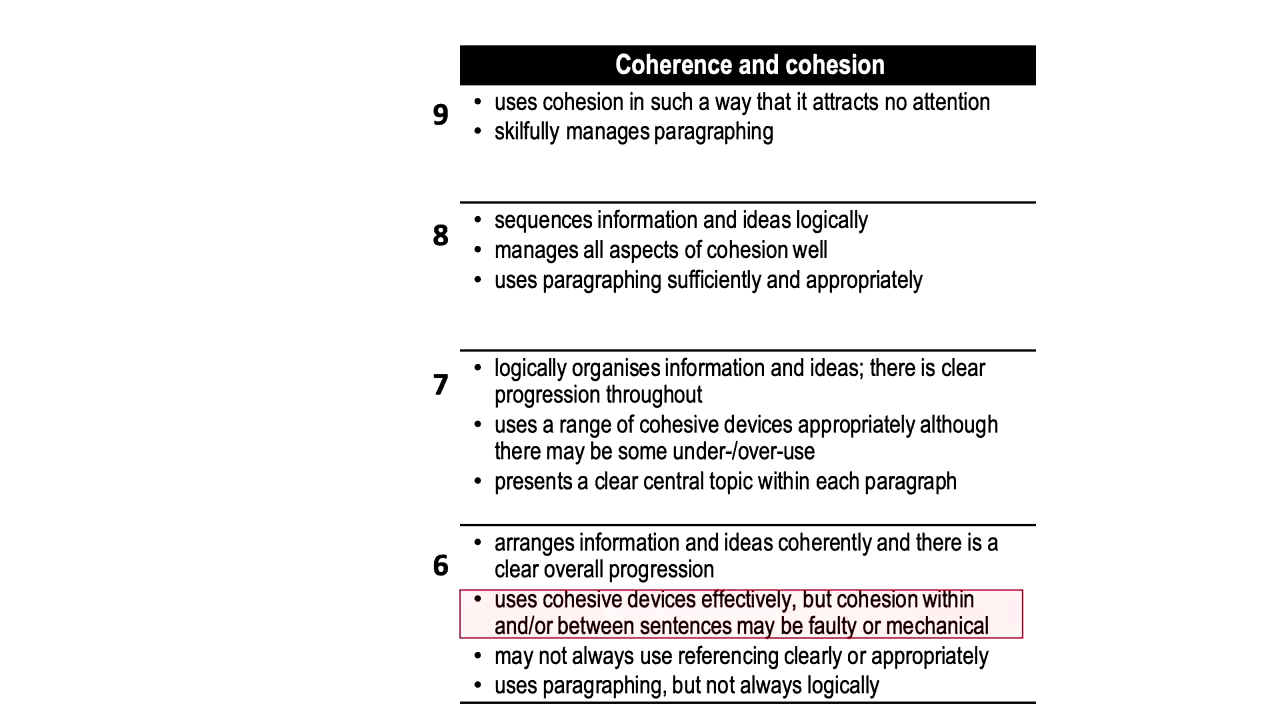 Coherence and cohesion
9
• uses cohesion in such a way that it attracts no attention
• skilfully manages paragraphing
8
• sequences information and ideas logically
• manages all aspects of cohesion well
• uses paragraphing sufficiently and appropriately
7
• logically organises information and ideas; there is clear
progression throughout
• uses a range of cohesive devices appropriately although
there may be some under-/over-use
• presents a clear central topic within each paragraph
6
• arranges information and ideas coherently and there is a
clear overall progression
• uses cohesive devices effectively, but cohesion within
and/or between sentences may be faulty or mechanical
• may not always use referencing clearly or appropriately
• uses paragraphing, but not always logically